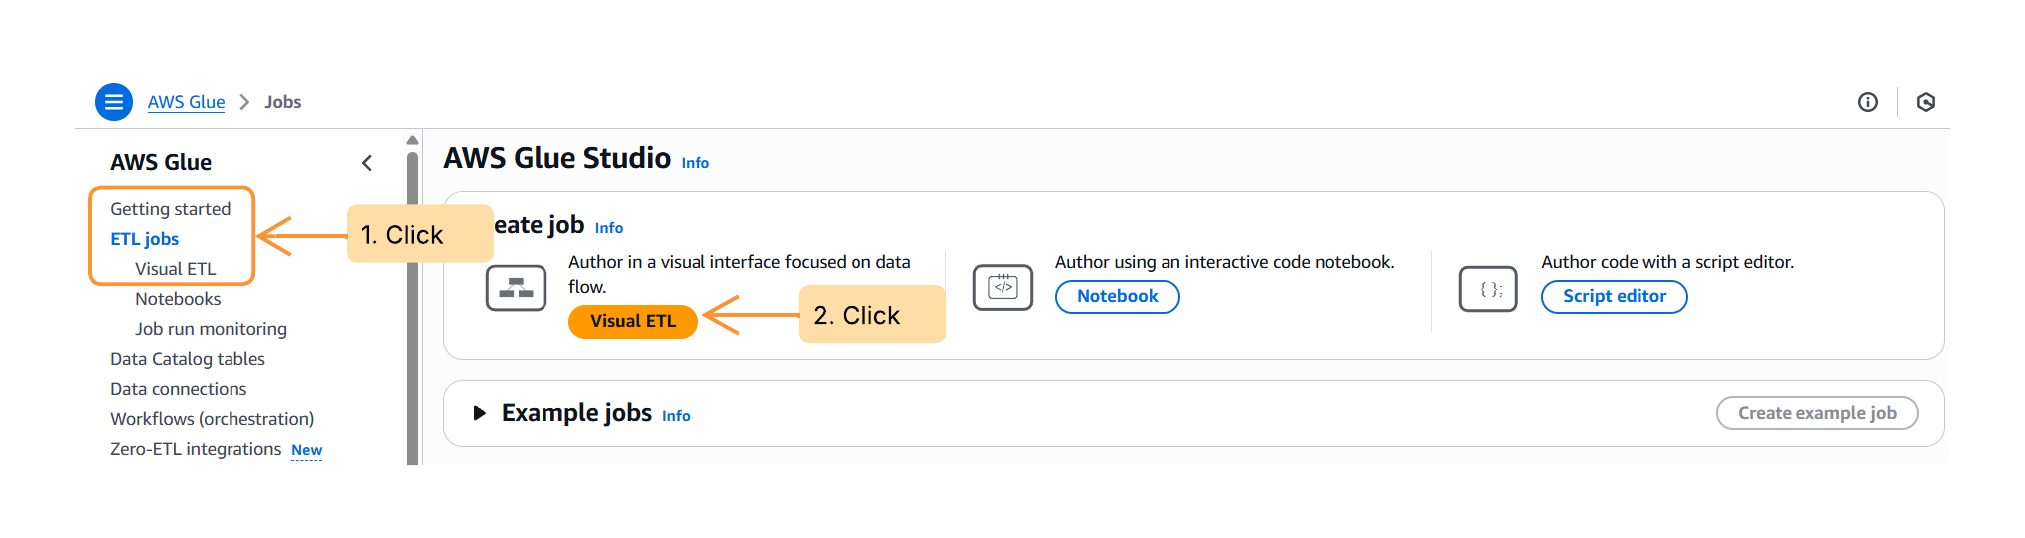 AWS Glue > Jobs
AWS Glue
Getting started
ETL jobs
Visual ETL
Notebooks
Job run monitoring
Data Catalog tables
Data connections
Workflows (orchestration)
Zero-ETL integrations New
1. Click
AWS Glue Studio Info
eate job Info
Author in a visual interface focused on data
flow.
Visual ETL
2. Click
Author using an interactive code notebook.
Notebook
Author code with a script editor.
Script editor
</>
{ };
Example jobs Info
Create example job